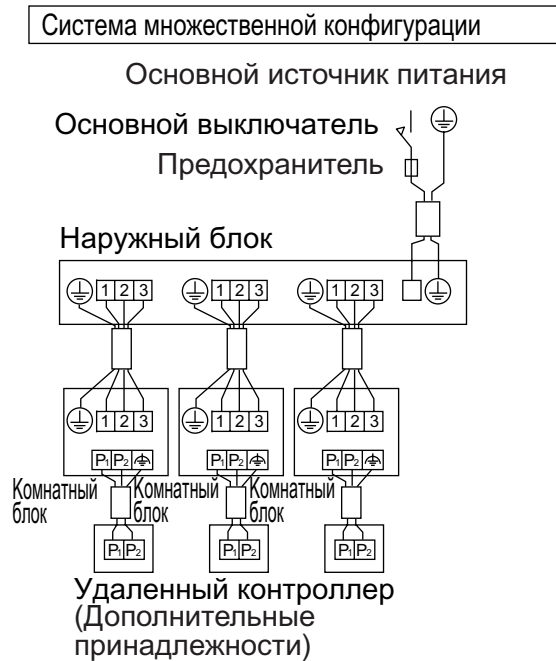 Система множественной конфигурации
Основной источник питания
Основной выключатель
Предохранитель
Наружный блок
1 2 3 1 2 3 1 2 3
1 2 3 1 2 3 1 2 3
P1 P2 P1 P2 P1 P2
Комнатный блок Комнатный блок Комнатный блок
P1 P2 P1 P2 P1 P2
Удаленный контроллер
(Дополнительные
принадлежности)